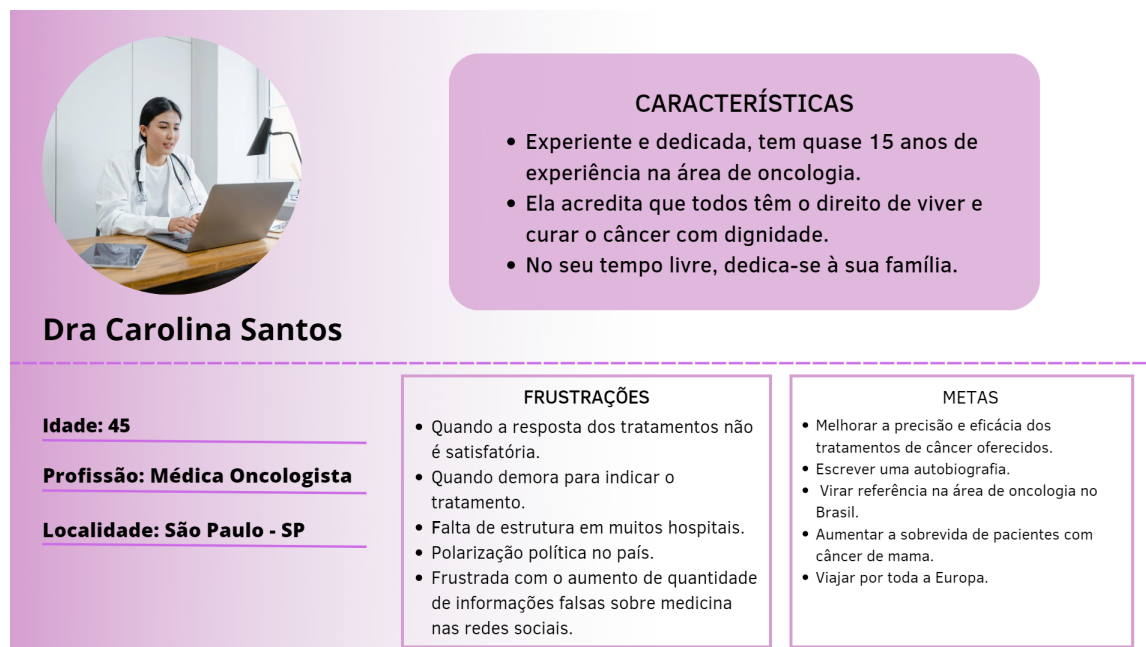 CARACTERÍSTICAS
• Experiente e dedicada, tem quase 15 anos de
experiência na área de oncologia.
• Ela acredita que todos têm o direito de viver e
curar o câncer com dignidade.
• No seu tempo livre, dedica-se à sua família.
Dra Carolina Santos
Idade: 45
Profissão: Médica Oncologista
Localidade: São Paulo - SP
FRUSTRAÇÕES
• Quando a resposta dos tratamentos não
é satisfatória.
• Quando demora para indicar o
tratamento.
• Falta de estrutura em muitos hospitais.
• Polarização política no país.
• Frustrada com o aumento de quantidade
de informações falsas sobre medicina
nas redes sociais.
METAS
• Melhorar a precisão e eficácia dos
tratamentos de câncer oferecidos.
• Escrever uma autobiografia.
• Virar referência na área de oncologia no
Brasil.
• Aumentar a sobrevida de pacientes com
câncer de mama.
• Viajar por toda a Europa.